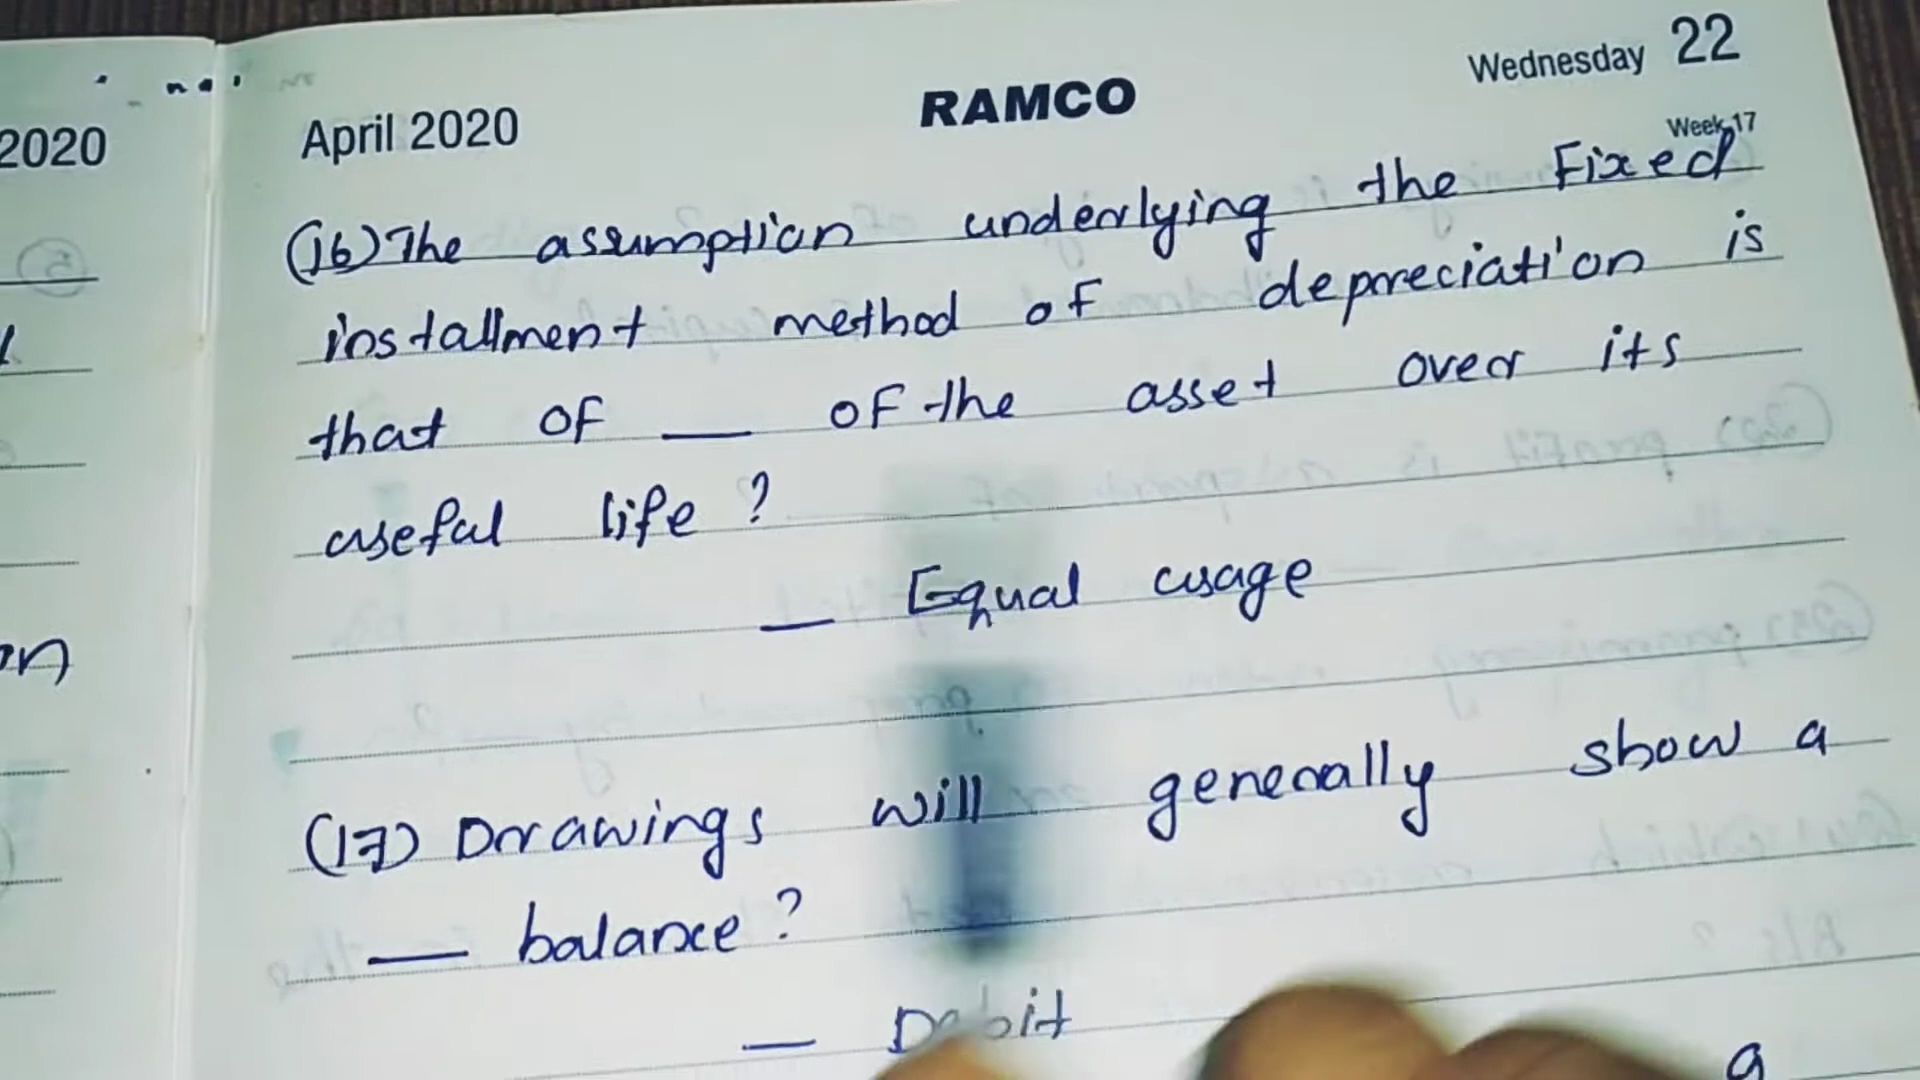 2020
April 2020
RAMCO
Wednesday 22
Week 17
(16) The assumption underlying the Fixed
installment method of depreciation is
that of __ of the asset over its
useful life?
_ Equal usage
(17) Drawings will generally show a
__ balance?
_ Debit